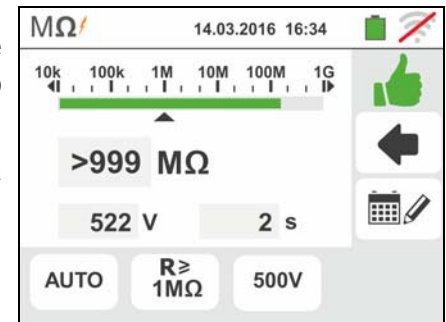 MΩ 14.03.2016 16:34
10k 100k 1M 10M 100M 1G
>999 MΩ
522 V 2 s
AUTO R≥ 1MΩ 500V